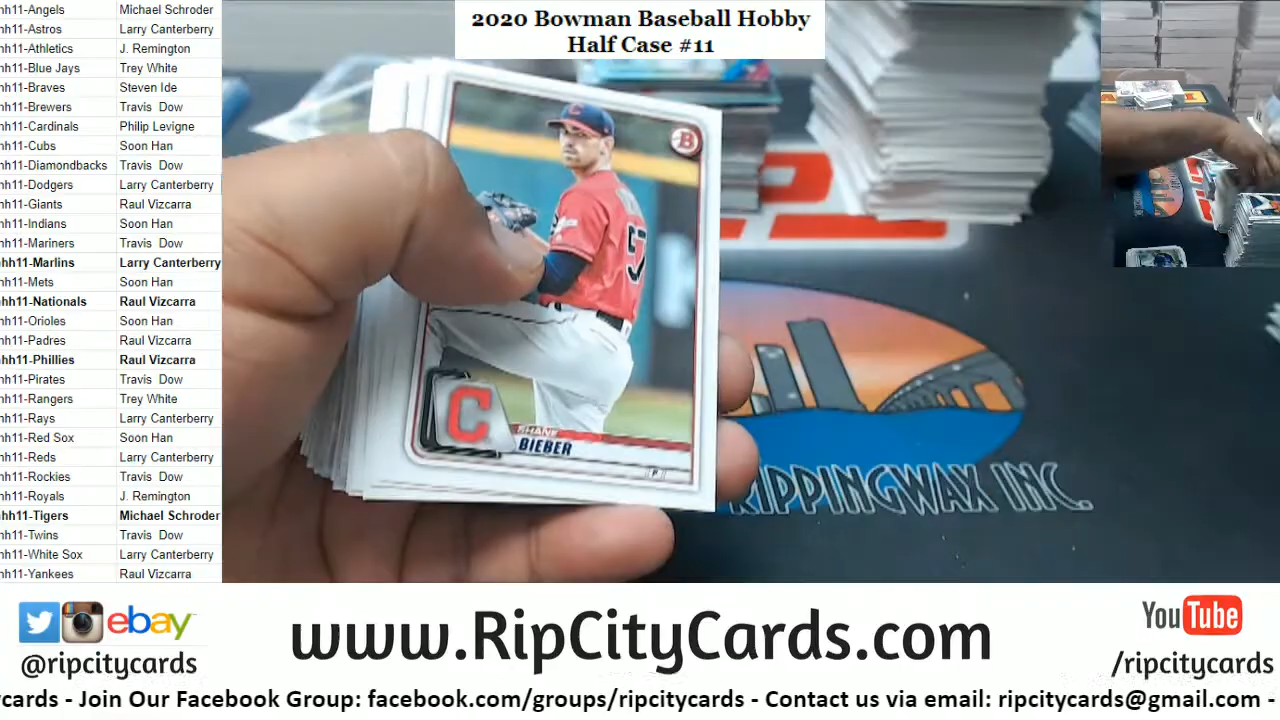 2020 Bowman Baseball Hobby
Half Case #11
hh11-Angels Michael Schroder
hh11-Astros Larry Canterberry
hh11-Athletics J. Remington
hh11-Blue Jays Trey White
hh11-Braves Steven Ide
hh11-Brewers Travis Dow
hh11-Cardinals Philip Levigne
hh11-Cubs Soon Han
hh11-Diamondbacks Travis Dow
hh11-Dodgers Larry Canterberry
hh11-Giants Raul Vizcarra
hh11-Indians Soon Han
hh11-Mariners Travis Dow
hh11-Marlins Larry Canterberry
hh11-Mets Soon Han
hh11-Nationals Raul Vizcarra
hh11-Orioles Soon Han
hh11-Padres Raul Vizcarra
hh11-Phillies Raul Vizcarra
hh11-Pirates Travis Dow
hh11-Rangers Trey White
hh11-Rays Larry Canterberry
hh11-Red Sox Soon Han
hh11-Reds Larry Canterberry
hh11-Rockies Travis Dow
hh11-Royals J. Remington
hh11-Tigers Michael Schroder
hh11-Twins Travis Dow
hh11-White Sox Larry Canterberry
hh11-Yankees Raul Vizcarra
B
57
C
SHANE
BIEBER
P
RIPPINGWAX INC.
ebay
@ripcitycards
www.RipCityCards.com
YouTube
/ripcitycards
ycards - Join Our Facebook Group: facebook.com/groups/ripcitycards - Contact us via email: ripcitycards@gmail.com -